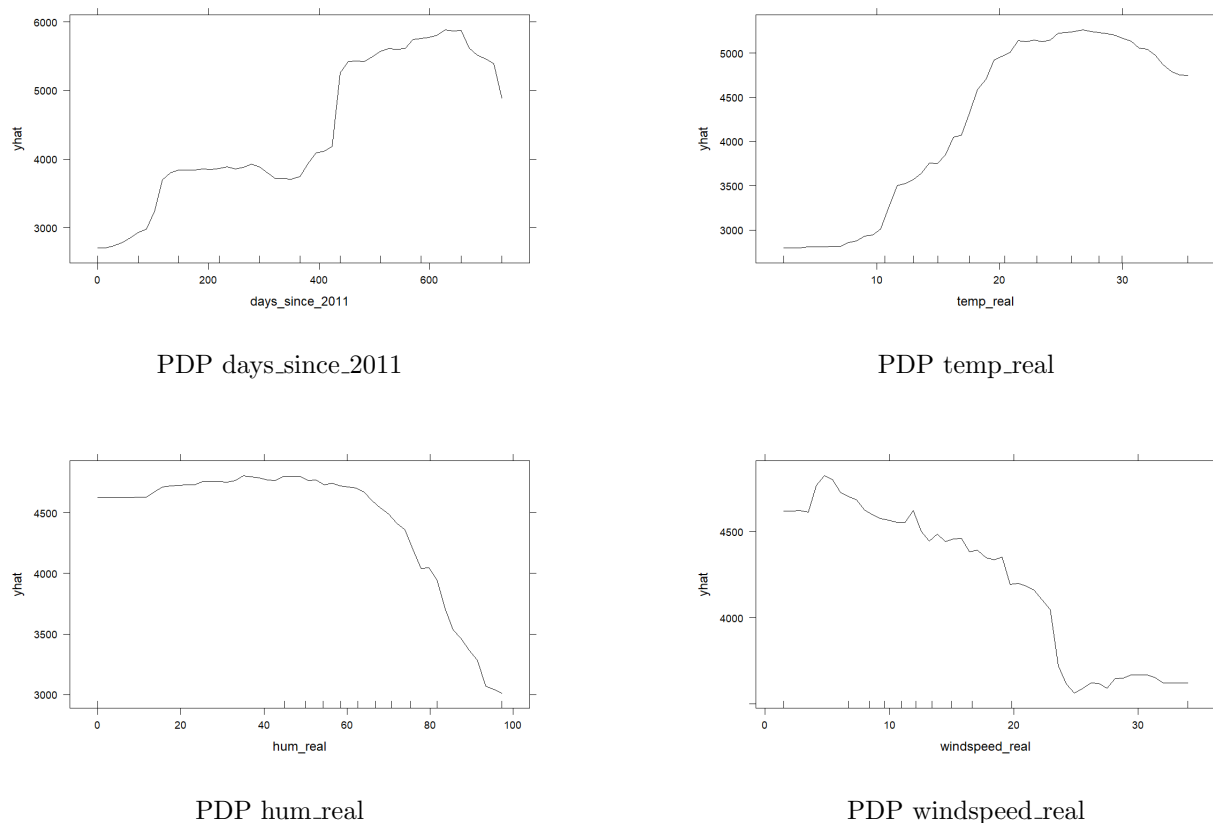 6000
5000
4000
3000
yhat
0 200 400 600
days_since_2011
PDP days_since_2011
5000
4500
4000
3500
3000
yhat
10 20 30
temp_real
PDP temp_real
4500
4000
3500
3000
yhat
0 20 40 60 80 100
hum_real
PDP hum_real
4500
4000
yhat
0 10 20 30
windspeed_real
PDP windspeed_real